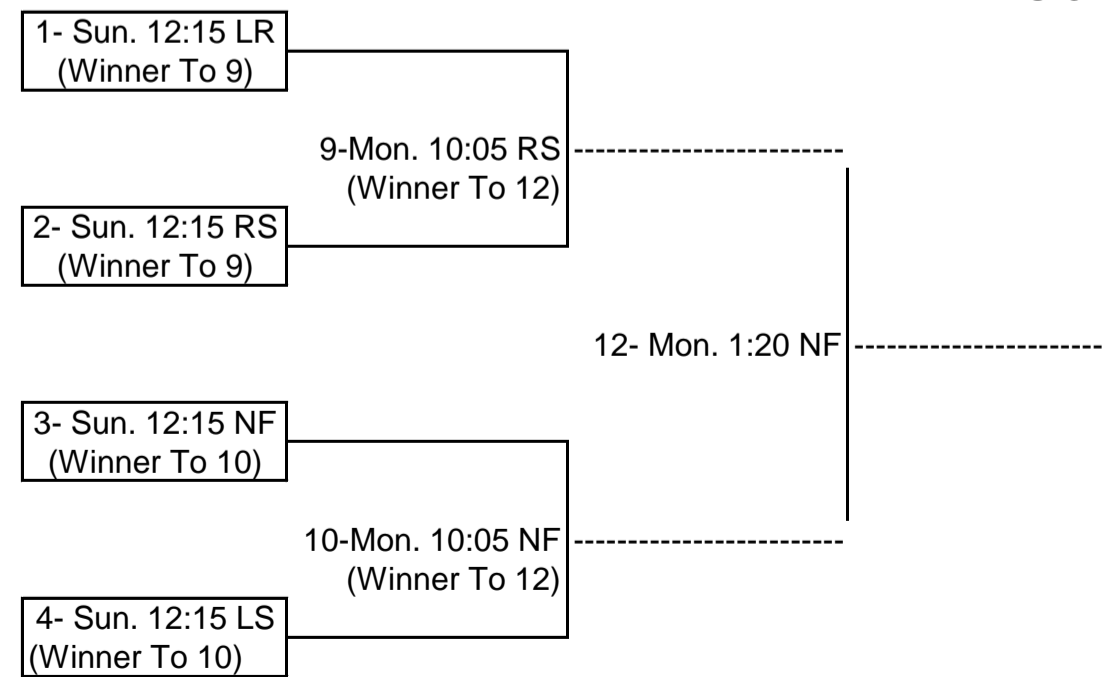 1- Sun. 12:15 LR
(Winner To 9)
9-Mon. 10:05 RS
(Winner To 12)
2- Sun. 12:15 RS
(Winner To 9)
12- Mon. 1:20 NF
3- Sun. 12:15 NF
(Winner To 10)
10-Mon. 10:05 NF
(Winner To 12)
4- Sun. 12:15 LS
(Winner To 10)